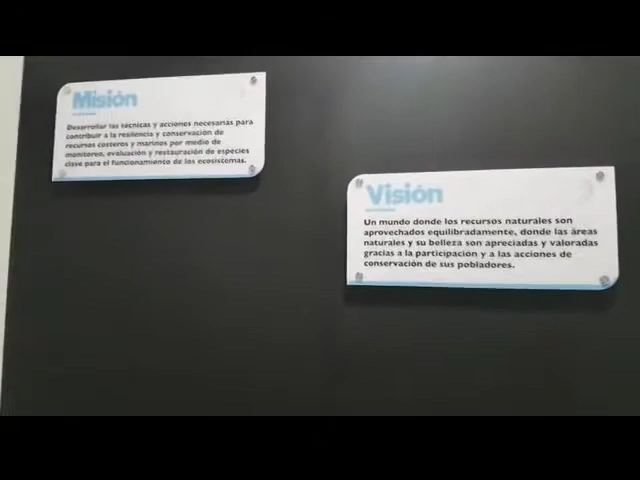 Misión
Desarrollar las técnicas y acciones necesarias para
contribuir a la resiliencia y conservación de
recursos costeros y marinos por medio de
monitoreo, evaluación y restauración de especies
clave para el funcionamiento de los ecosistemas.
Visión
Un mundo donde los recursos naturales son
aprovechados equilibradamente, donde las áreas
naturales y su belleza son apreciadas y valoradas
gracias a la participación y a las acciones de
conservación de sus pobladores.